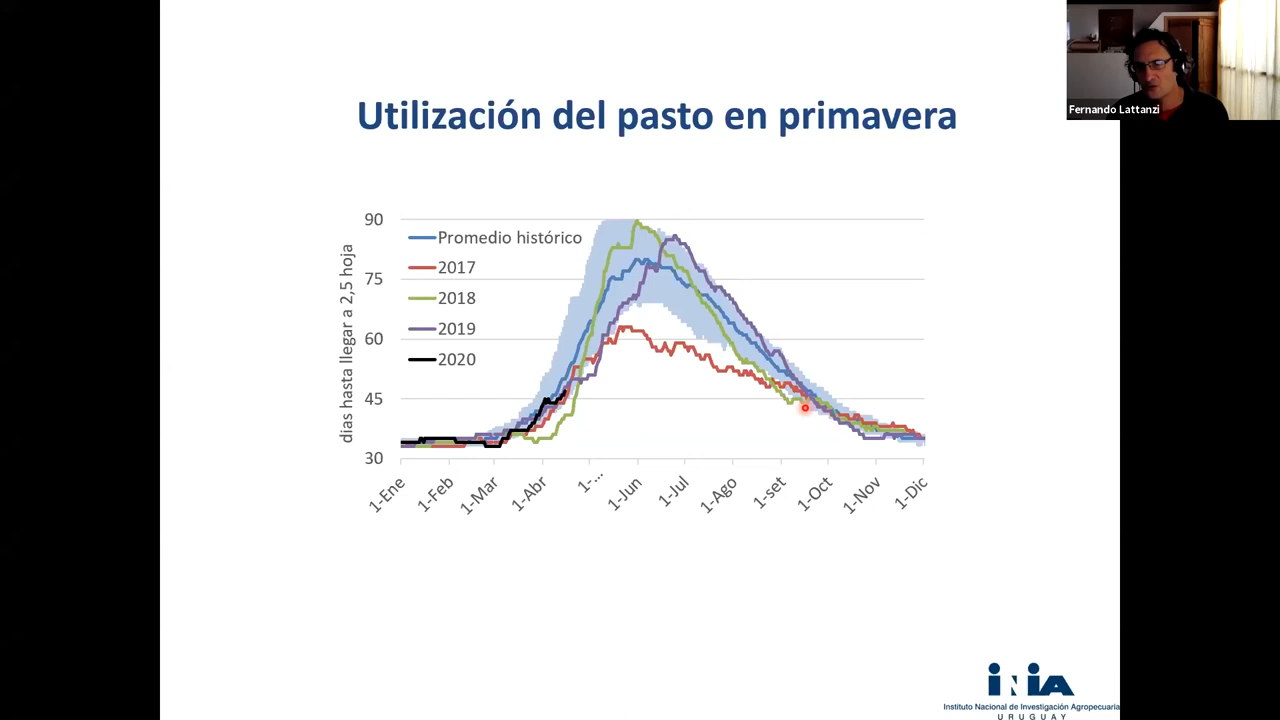 Fernando Lattanzi
Utilización del pasto en primavera
días hasta llegar a 2,5 hoja
90
75
60
45
30
Promedio histórico
2017
2018
2019
2020
1-Ene
1-Feb
1-Mar
1-Abr
1-...
1-Jun
1-Jul
1-Ago
1-set
1-Oct
1-Nov
1-Dic
INIA
Instituto Nacional de Investigación Agropecuaria
URUGUAY